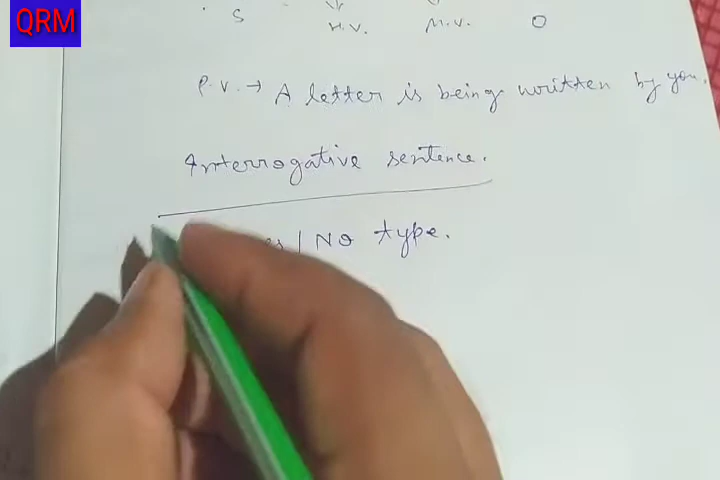 QRM
S H.V. M.V. O
P.V. → A letter is being written by you.
Interrogative sentence.
/ No type.